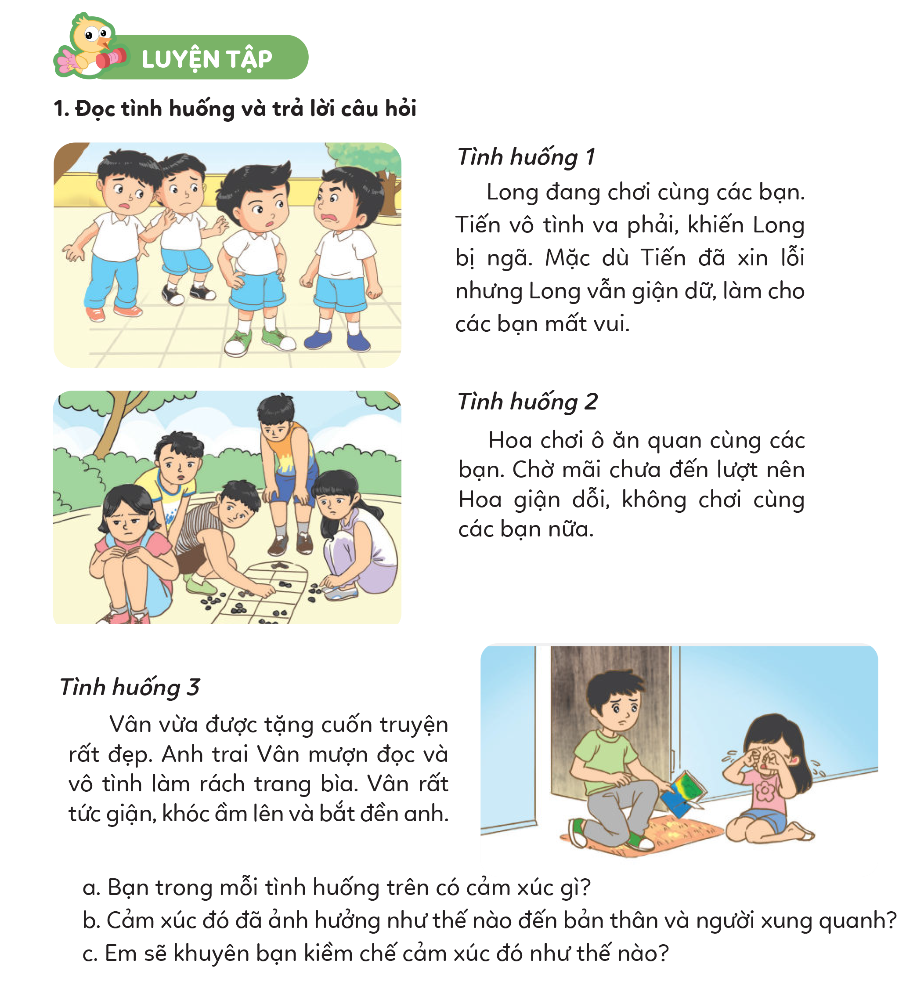 LUYỆN TẬP
1. Đọc tình huống và trả lời câu hỏi
Tình huống 1
Long đang chơi cùng các bạn.
Tiến vô tình va phải, khiến Long
bị ngã. Mặc dù Tiến đã xin lỗi
nhưng Long vẫn giận dữ, làm cho
các bạn mất vui.
Tình huống 2
Hoa chơi ô ăn quan cùng các
bạn. Chờ mãi chưa đến lượt nên
Hoa giận dỗi, không chơi cùng
các bạn nữa.
Tình huống 3
Vân vừa được tặng cuốn truyện
rất đẹp. Anh trai Vân mượn đọc và
vô tình làm rách trang bìa. Vân rất
tức giận, khóc ầm lên và bắt đền anh.
a. Bạn trong mỗi tình huống trên có cảm xúc gì?
b. Cảm xúc đó đã ảnh hưởng như thế nào đến bản thân và người xung quanh?
c. Em sẽ khuyên bạn kiềm chế cảm xúc đó như thế nào?